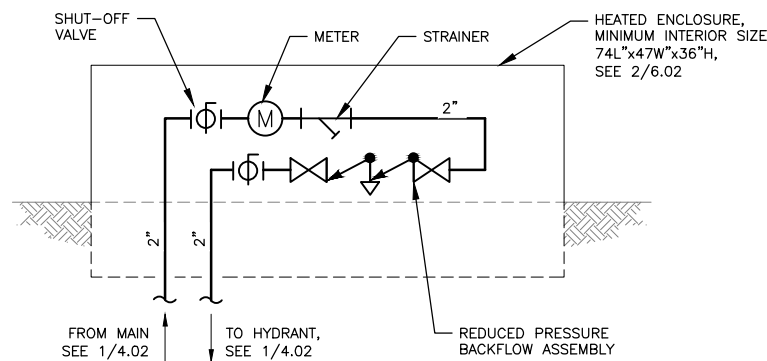 SHUT-OFF
VALVE
METER
STRAINER
HEATED ENCLOSURE,
MINIMUM INTERIOR SIZE
74L"x47W"x36"H,
SEE 2/6.02
M
2"
2"
2"
FROM MAIN
SEE 1/4.02
TO HYDRANT,
SEE 1/4.02
REDUCED PRESSURE
BACKFLOW ASSEMBLY